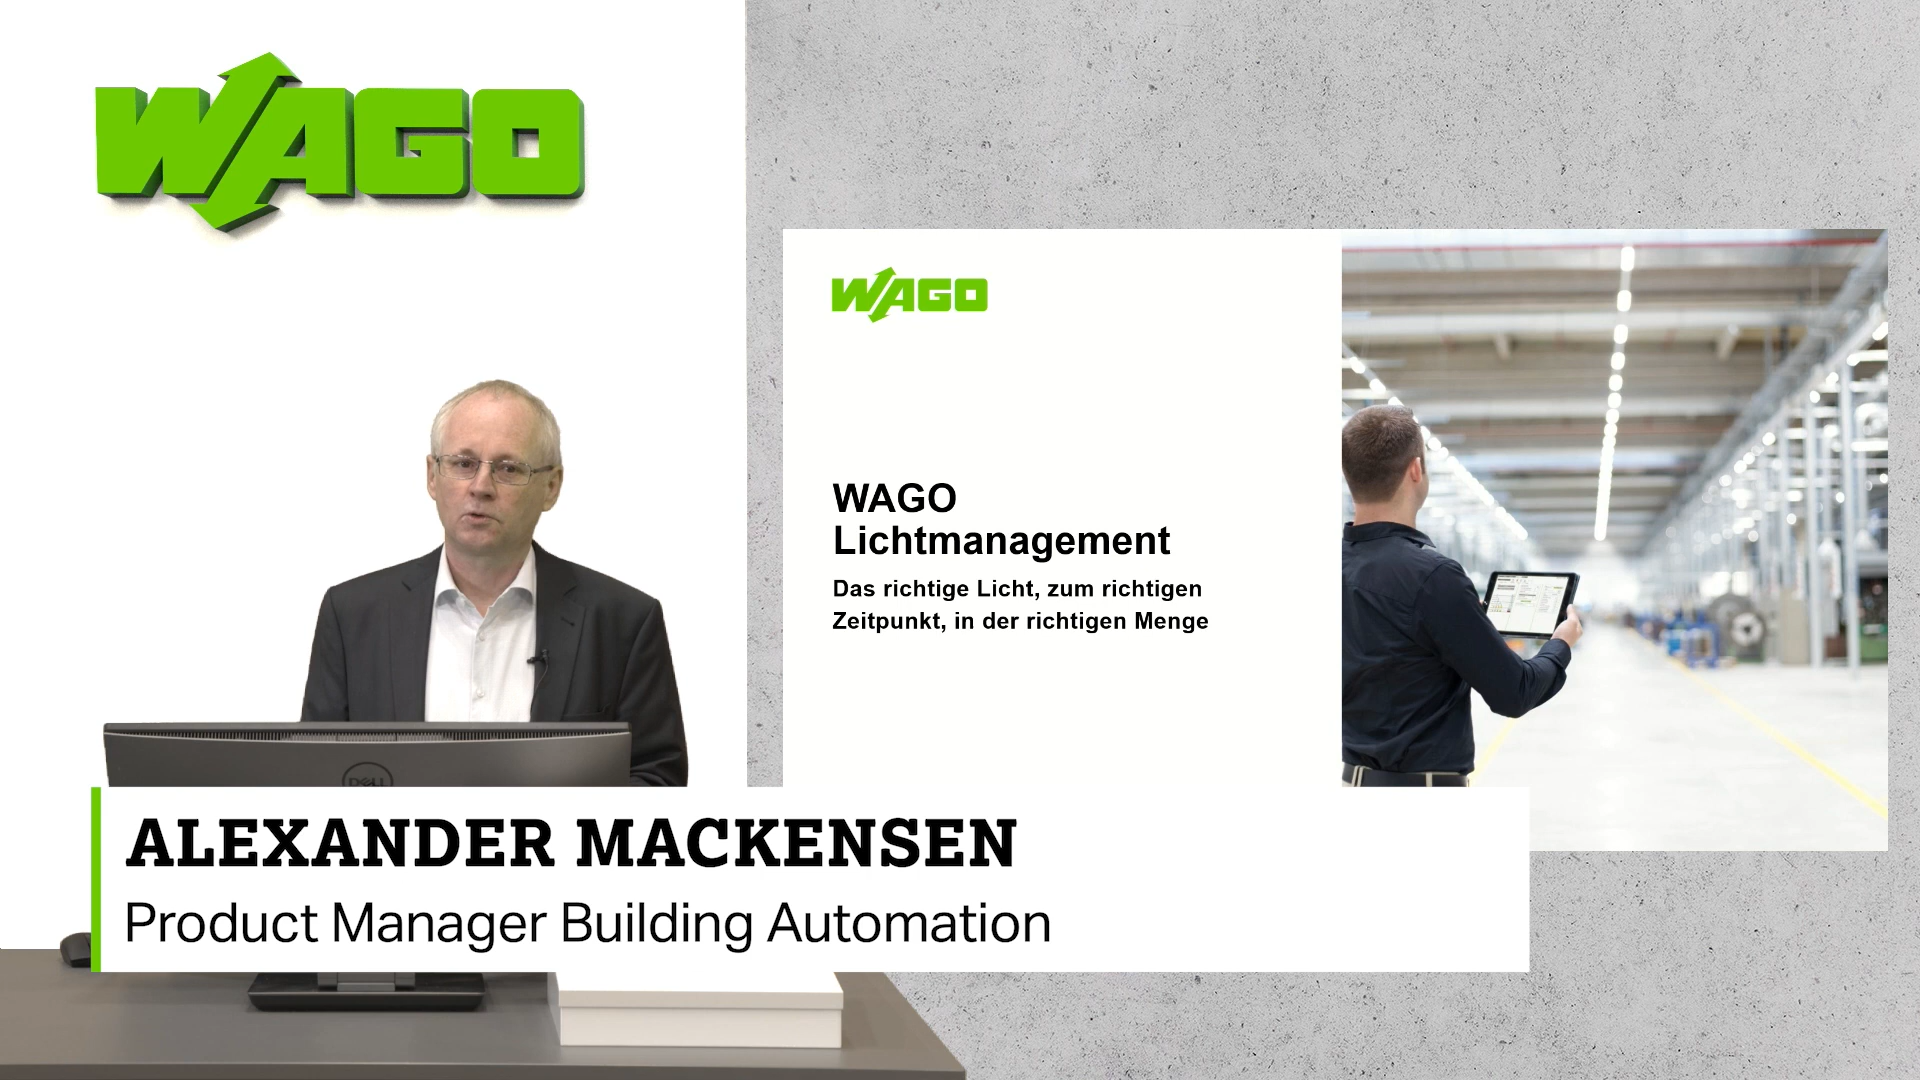 WAGO
WAGO
WAGO
Lichtmanagement
Das richtige Licht, zum richtigen
Zeitpunkt, in der richtigen Menge
DELL
ALEXANDER MACKENSEN
Product Manager Building Automation